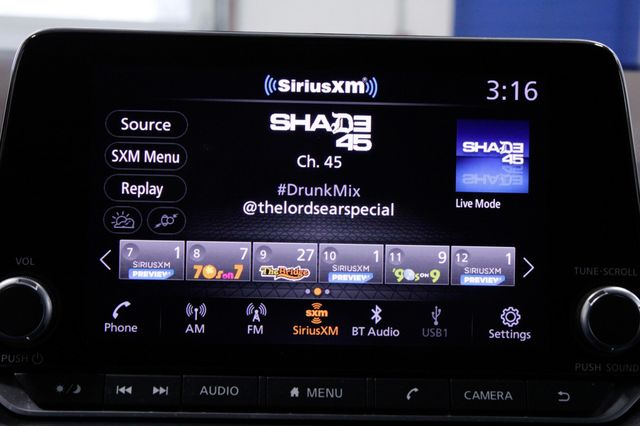 SiriusXM
3:16
Source
SHADE 45
SHADE 45
Ch. 45
SXM Menu
Replay
#DrunkMix
@thelordsearspecial
Live Mode
7 1 SIRIUSXM PREVIEW
8 7 70s on 7
9 27 The Bridge
10 1 SIRIUSXM PREVIEW
11 9 '90s ON 9
12 1 SIRIUSXM PREVIEW
Phone
AM
FM
sxm
SiriusXM
BT Audio
USB1
Settings
VOL
PUSH
TUNE·SCROLL
PUSH SOUND
AUDIO
MENU
CAMERA